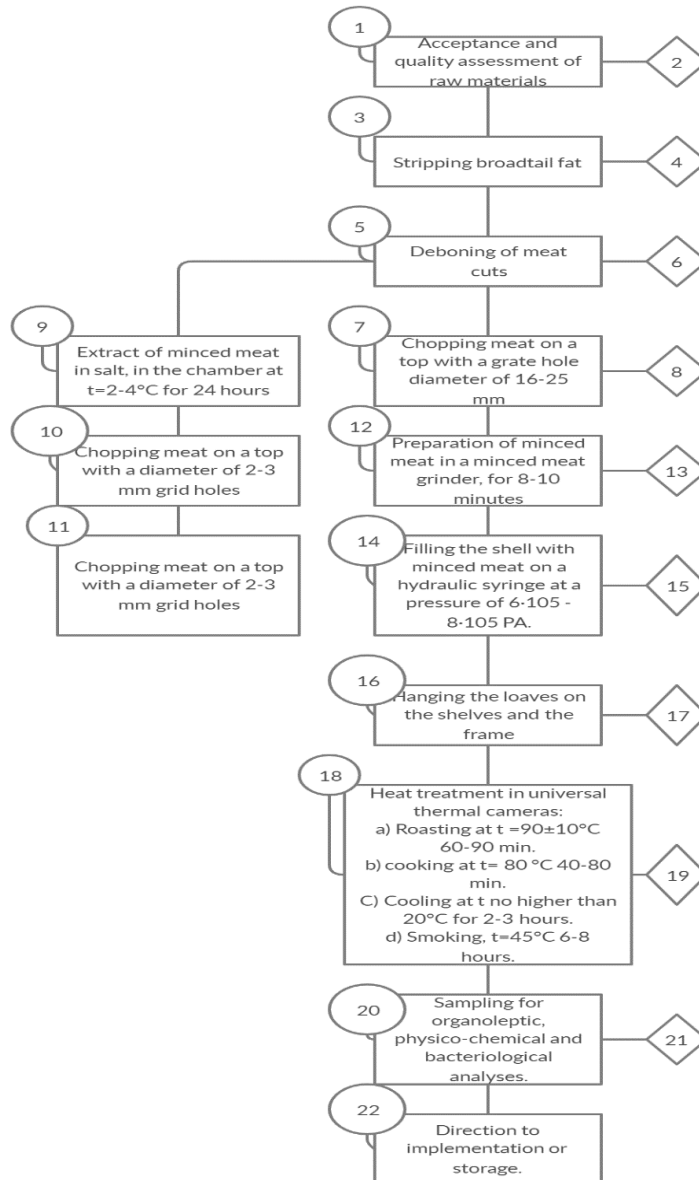 1
Acceptance and
quality assessment of
raw materials
2
3
Stripping broadtail fat
4
5
Deboning of meat
cuts
6
9
Extract of minced meat
in salt, in the chamber at
t=2-4°C for 24 hours
7
Chopping meat on a
top with a grate hole
diameter of 16-25
mm
8
10
Chopping meat on a top
with a diameter of 2-3
mm grid holes
12
Preparation of minced
meat in a minced meat
grinder, for 8-10
minutes
13
11
Chopping meat on a top
with a diameter of 2-3
mm grid holes
14
Filling the shell with
minced meat on a
hydraulic syringe at a
pressure of 6·105 -
8·105 PA.
15
16
Hanging the loaves on
the shelves and the
frame
17
18
Heat treatment in universal
thermal cameras:
a) Roasting at t =90±10°C
60-90 min.
b) cooking at t= 80 °C 40-80
min.
C) Cooling at t no higher than
20°C for 2-3 hours.
d) Smoking, t=45°C 6-8
hours.
19
20
Sampling for
organoleptic,
physico-chemical and
bacteriological
analyses.
21
22
Direction to
implementation or
storage.